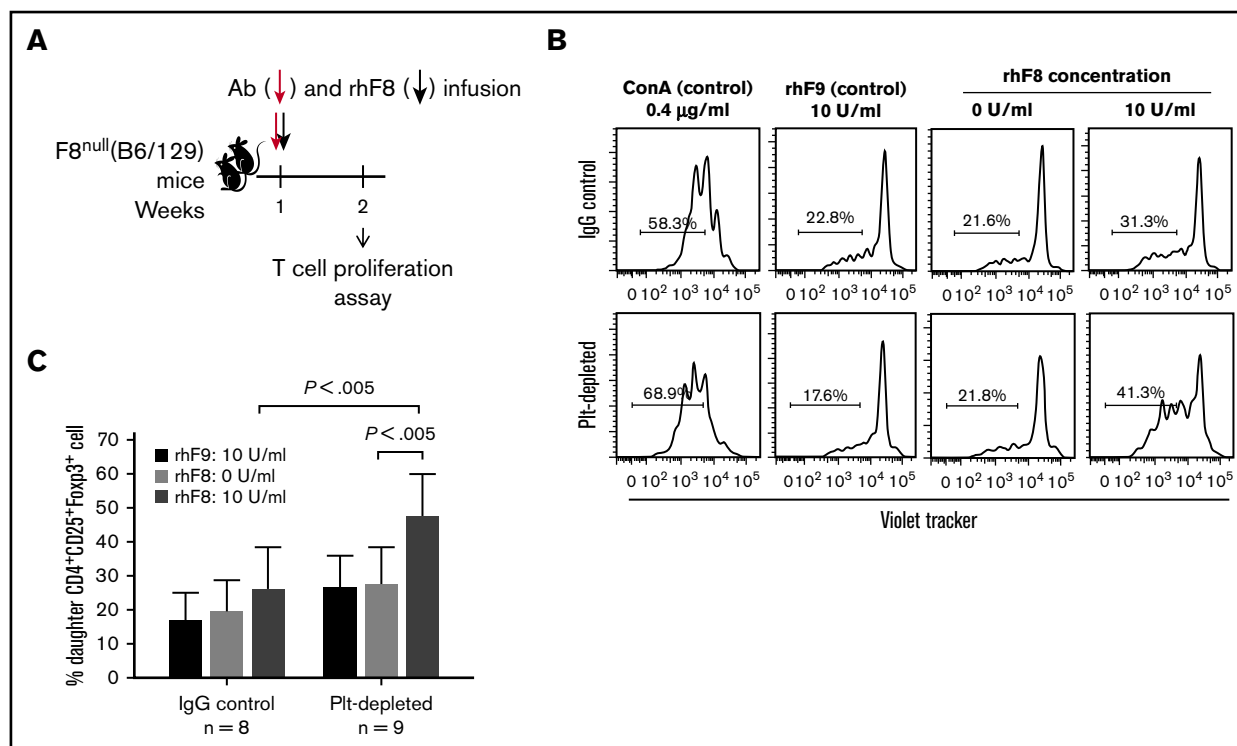 A
Ab (↓) and rhF8 (↓) infusion
F8null(B6/129)
mice
Weeks
1 2
T cell proliferation
assay
B
ConA (control)
0.4 µg/ml
rhF9 (control)
10 U/ml
rhF8 concentration
0 U/ml 10 U/ml
IgG control
58.3% 22.8% 21.6% 31.3%
0 10² 10³ 10⁴ 10⁵ 0 10² 10³ 10⁴ 10⁵ 0 10² 10³ 10⁴ 10⁵ 0 10² 10³ 10⁴ 10⁵
Plt-depleted
68.9% 17.6% 21.8% 41.3%
0 10² 10³ 10⁴ 10⁵ 0 10² 10³ 10⁴ 10⁵ 0 10² 10³ 10⁴ 10⁵ 0 10² 10³ 10⁴ 10⁵
Violet tracker
C
% daughter CD4⁺CD25⁺Foxp3⁺ cell
70
60
50
40
30
20
10
0
rhF9: 10 U/ml
rhF8: 0 U/ml
rhF8: 10 U/ml
P < .005
P < .005
IgG control
n = 8
Plt-depleted
n = 9